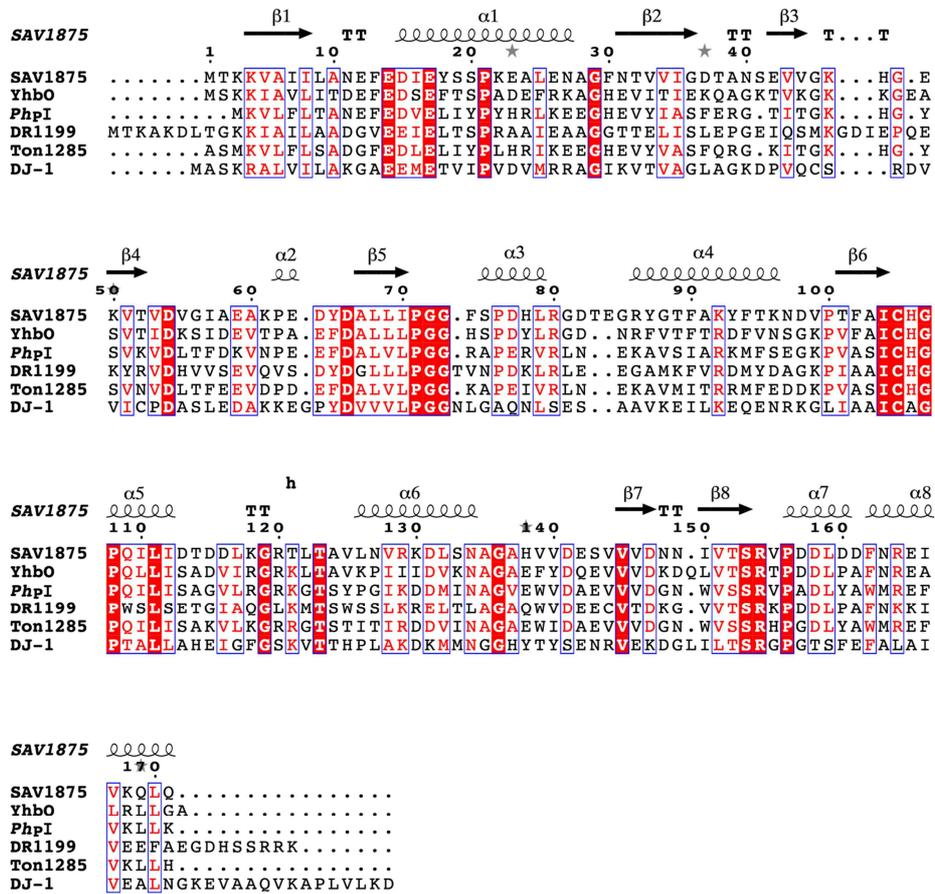 β1 α1 β2 β3
SAV1875 TT TT T...T
1 10 20 30 40
SAV1875 .......MTKKVAIILANEFEDIEYSSPKEALENAGFNTVVIGDTANSEVVGK...HG.E
YhbO .......MSKKIAVLITDEFEDSEFTSPADEFRKAGHEVITIEKQAGKTVKGK...KGEA
PhpI .........MKVLFLTANEFEDVELIYPYHRLKEEGHEVYIASFERG.TITGK...HG.Y
DR1199 MTKAKDLTGKKIAILAADGVEEIELTSPRAAIEAAGGTTELISLEPGEIQSMKGDIEPQE
Ton1285 .......ASMKVLFLSADGFEDLELIYPLHRIKEEGHEVYVASFQRG.KITGK...HG.Y
DJ-1 ......MASKRALVILAKGAEEMETVIPVDVMRRAGIKVTVAGLAGKDPVQCS....RDV
β4 α2 β5 α3 α4 β6
SAV1875
50 60 70 80 90 100
SAV1875 KVTVDVGIAEAKPE.DYDALLIPGG.FSPDHLRGDTEGRYGTFAKYFTKNDVPTFAICHG
YhbO SVTIDKSIDEVTPA.EFDALLLPGG.HSPDYLRGD..NRFVTFTRDFVNSGKPVFAICHG
PhpI SVKVDLTFDKVNPE.EFDALVLPGG.RAPERVRLN..EKAVSIARKMFSEGKPVASICHG
DR1199 KYRVDHVVSEVQVS.DYDGLLLPGGTVNPDKLRLE..EGAMKFVRDMYDAGKPIAAICHG
Ton1285 SVNVDLTFEEVDPD.EFDALVLPGG.KAPEIVRLN..EKAVMITRRMFEDDKPVASICHG
DJ-1 VICPDASLEDAKKEGPYDVVVLPGGNLGAQNLSES..AAVKEILKEQENRKGLIAAICAG
h
α5 α6 β7 β8 α7 α8
SAV1875 TT TT
110 120 130 140 150 160
SAV1875 PQILIDTDDLKGRTLTAVLNVRKDLSNAGAHVVDESVVVDNN.IVTSRVPDDLDDFNREI
YhbO PQLLISADVIRGRKLTAVKPIIIDVKNAGAEFYDQEVVVDKDQLVTSRTPDDLPAFNREA
PhpI PQILISAGVLRGRKGTSYPGIKDDMINAGVEWVDAEVVVDGN.WVSSRVPADLYAWMREF
DR1199 PWSLSETGIAQGLKMTSWSSLKRELTLAGAQWVDEECVTDKG.VVTSRKPDDLPAFNKKI
Ton1285 PQILISAKVLKGRRGTSTITIRDDVINAGAEWIDAEVVVDGN.WVSSRHPGDLYAWMREF
DJ-1 PTALLAHEIGFGSKVTTHPLAKDKMMNGGHYTYSENRVEKDGLILTSRGPGTSFEFALAI
SAV1875
170
SAV1875 VKQLQ................
YhbO LRLLGA...............
PhpI VKLLK................
DR1199 VEEFAEGDHSSRRK.......
Ton1285 VKLLH................
DJ-1 VEALNGKEVAAQVKAPLVLKD